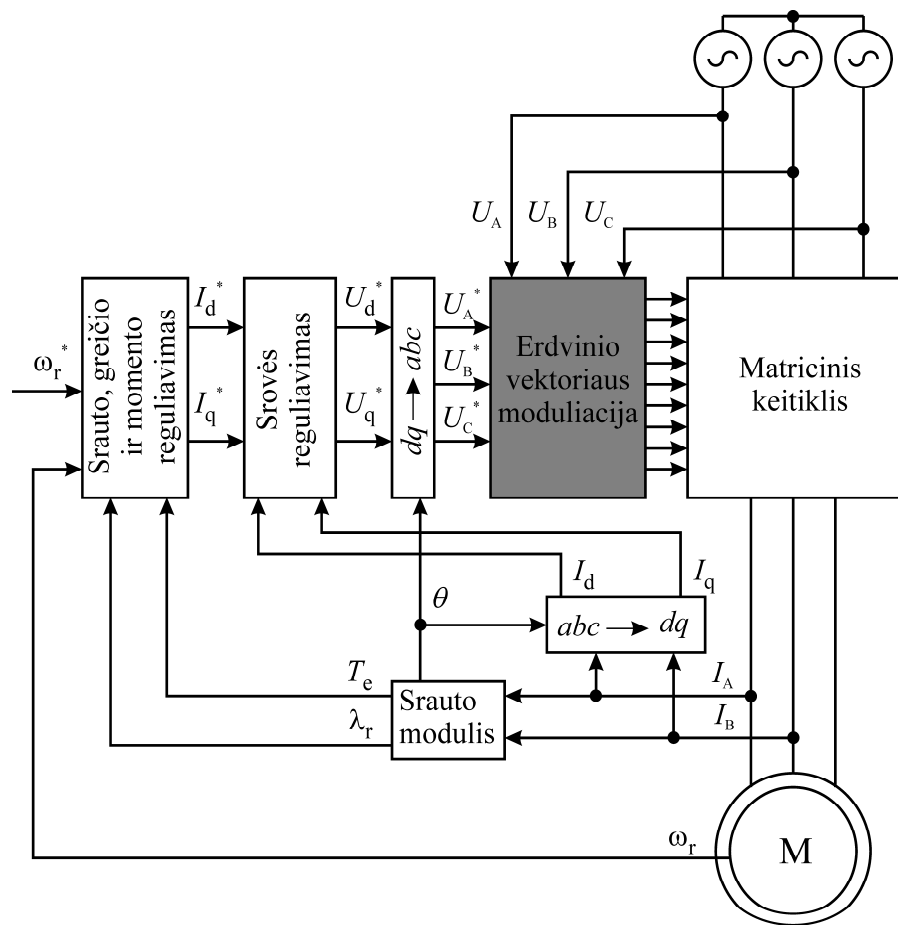 U_A
U_B
U_C
ω_r^*
Srauto, greičio
ir momento
reguliavimas
I_d^*
I_q^*
Srovės
reguliavimas
U_d^*
U_q^*
dq → abc
U_A^*
U_B^*
U_C^*
Erdvinio
vektoriaus
moduliacija
Matricinis
keitiklis
I_d
I_q
θ
abc → dq
T_e
λ_r
Srauto
modulis
I_A
I_B
ω_r
M